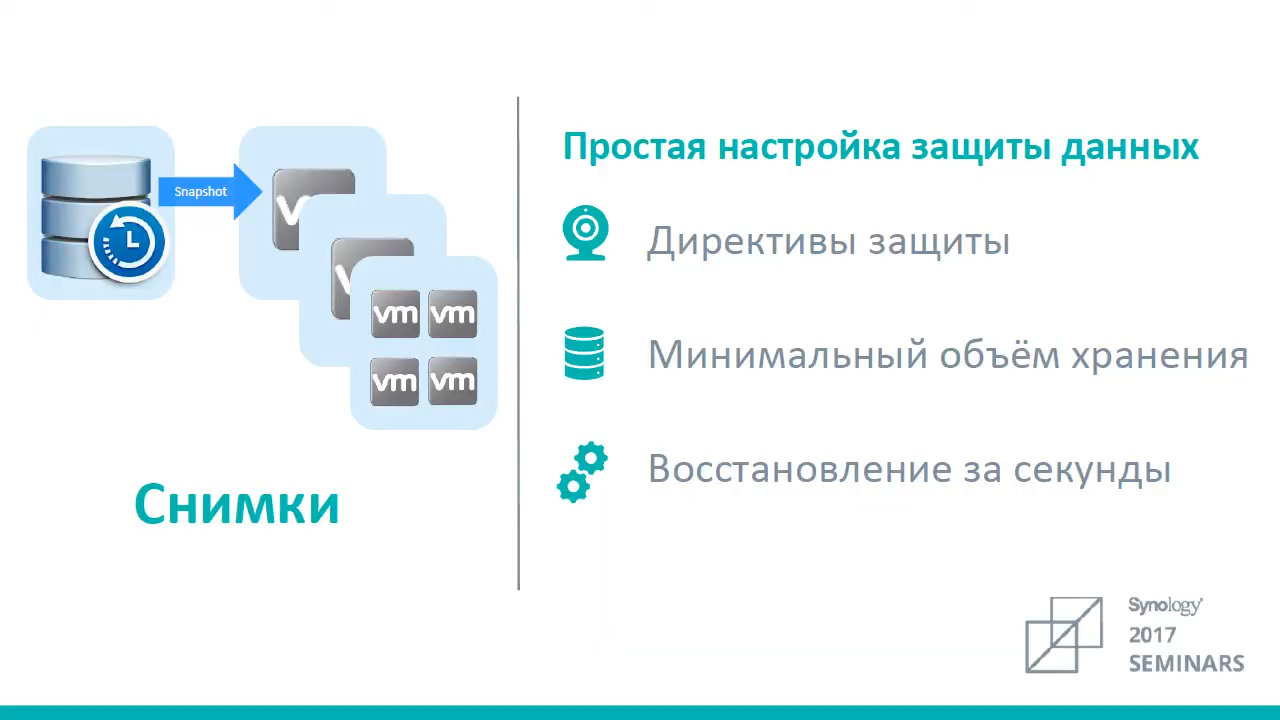 Snapshot
vm
vm
vm
vm
Снимки
Простая настройка защиты данных
Директивы защиты
Минимальный объём хранения
Восстановление за секунды
Synology®
2017
SEMINARS